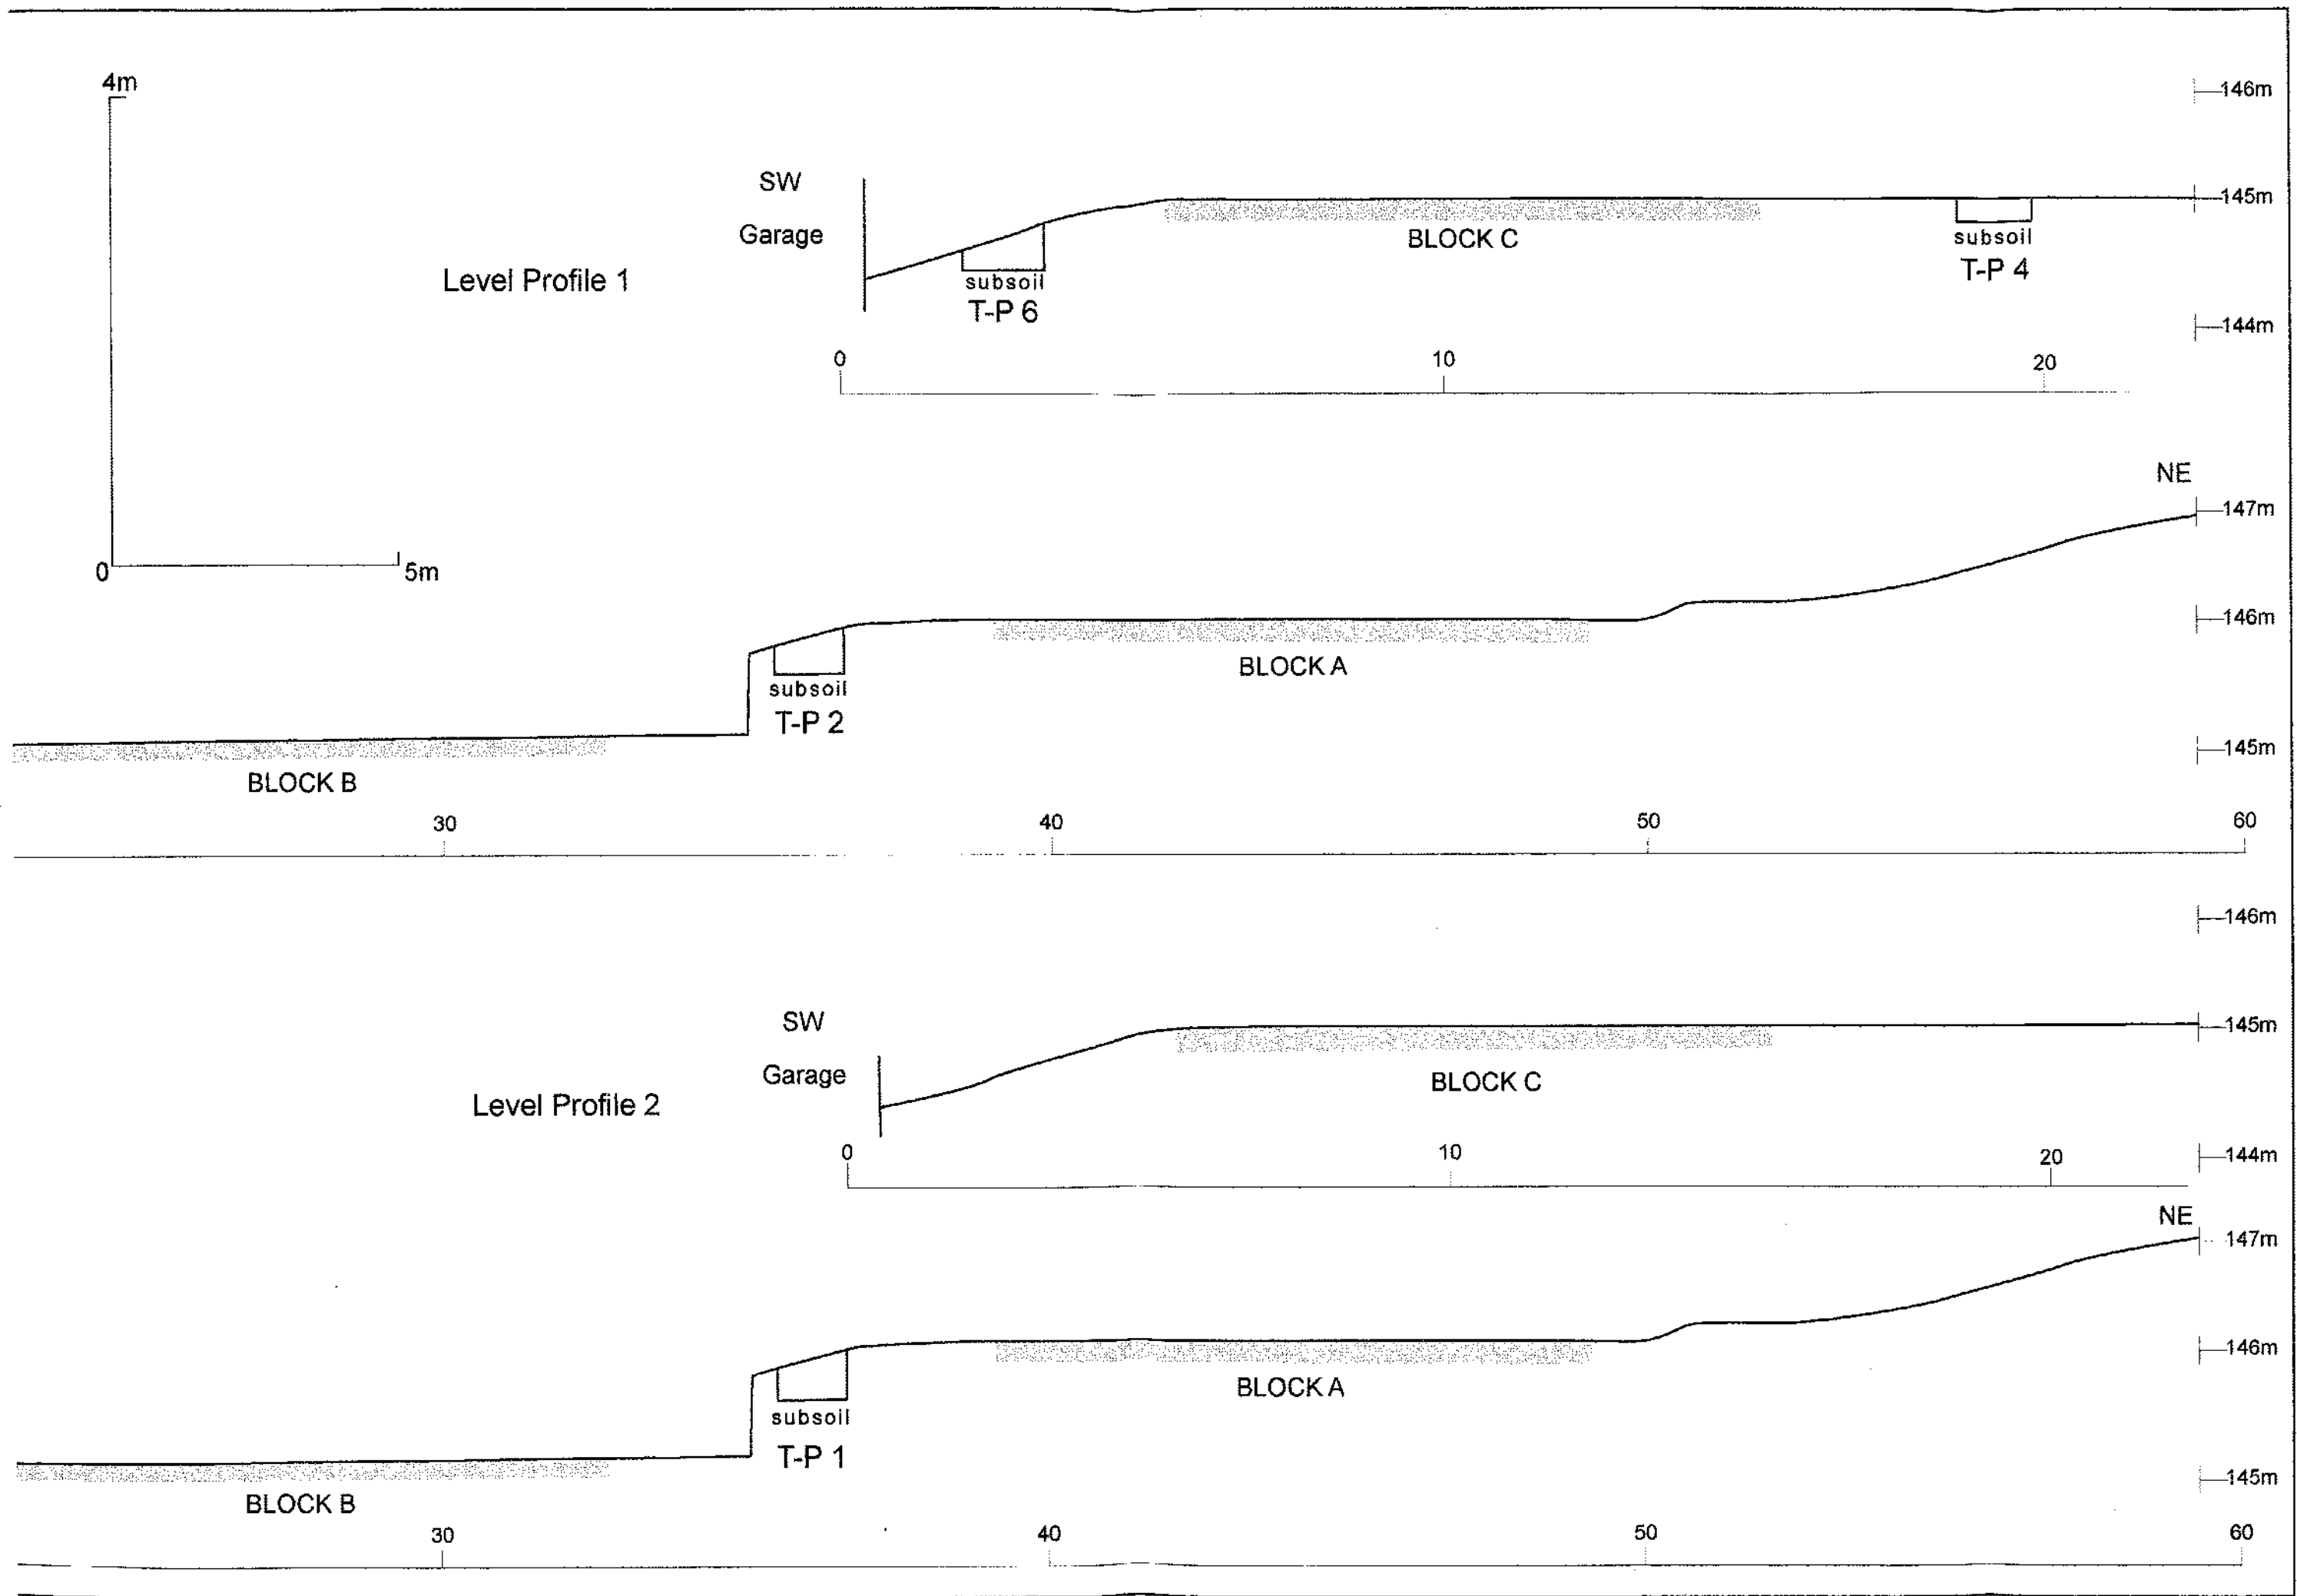 4m
146m
SW
145m
Garage
BLOCK C
subsoil
T-P 4
Level Profile 1
subsoil
T-P 6
144m
0 10 20
NE
147m
0 5m
146m
BLOCK A
subsoil
T-P 2
145m
BLOCK B
30 40 50 60
146m
SW
145m
Garage
BLOCK C
Level Profile 2
0 10 20
144m
NE
147m
146m
BLOCK A
subsoil
T-P 1
145m
BLOCK B
30 40 50 60